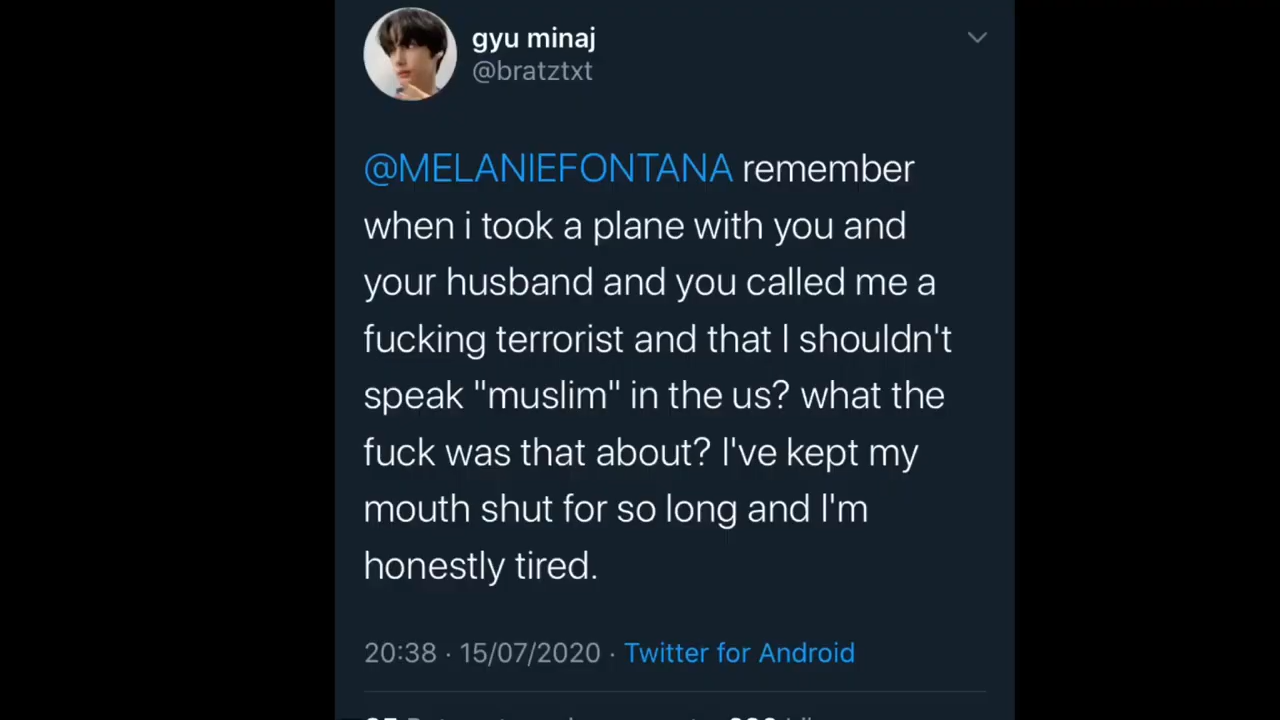 gyu minaj
@bratztxt
@MELANIEFONTANA remember
when i took a plane with you and
your husband and you called me a
fucking terrorist and that I shouldn't
speak "muslim" in the us? what the
fuck was that about? I've kept my
mouth shut for so long and I'm
honestly tired.
20:38 · 15/07/2020 · Twitter for Android